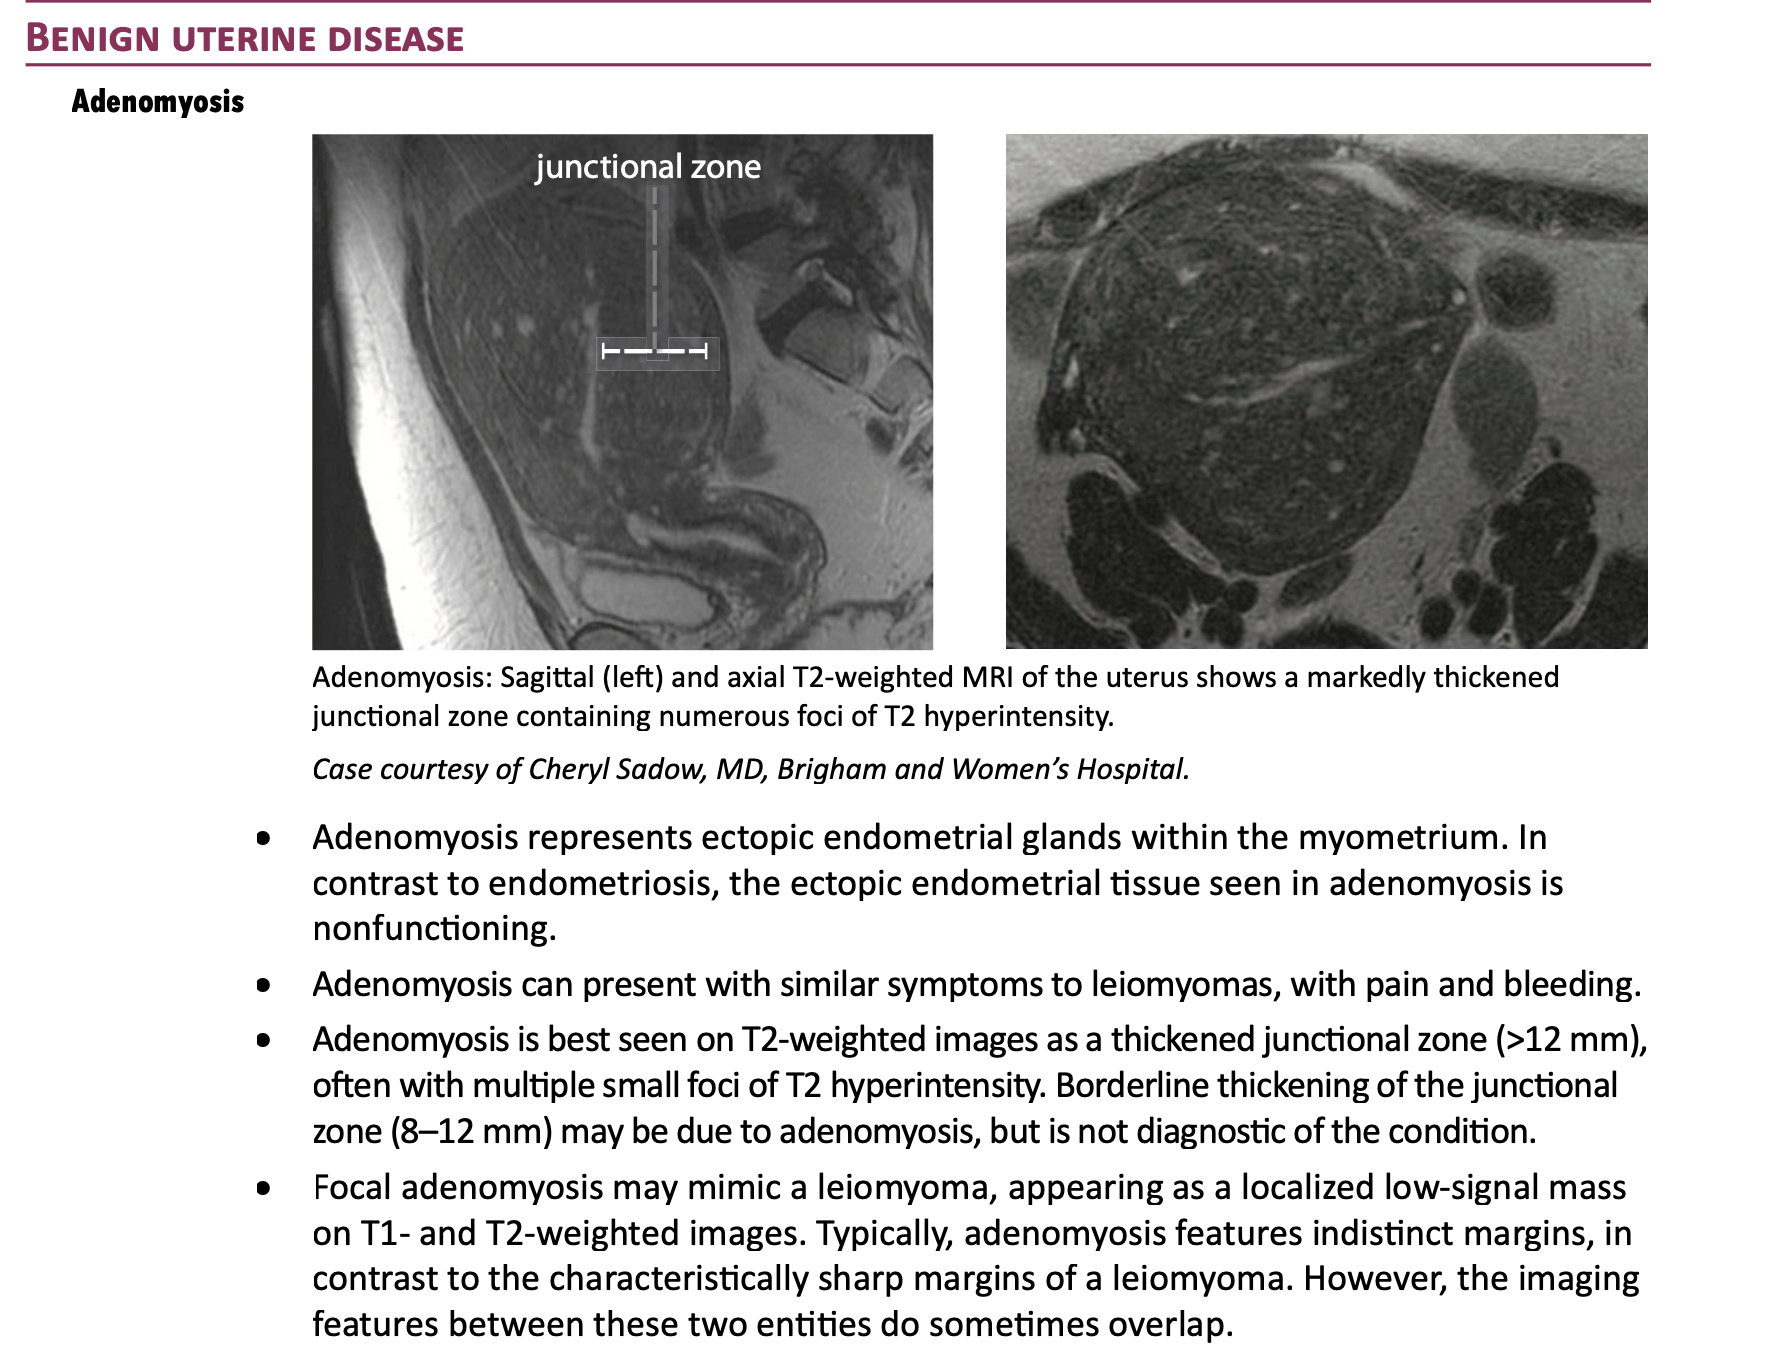 BENIGN UTERINE DISEASE
Adenomyosis
junctional zone
Adenomyosis: Sagittal (left) and axial T2-weighted MRI of the uterus shows a markedly thickened
junctional zone containing numerous foci of T2 hyperintensity.
Case courtesy of Cheryl Sadow, MD, Brigham and Women’s Hospital.
• Adenomyosis represents ectopic endometrial glands within the myometrium. In
contrast to endometriosis, the ectopic endometrial tissue seen in adenomyosis is
nonfunctioning.
• Adenomyosis can present with similar symptoms to leiomyomas, with pain and bleeding.
• Adenomyosis is best seen on T2-weighted images as a thickened junctional zone (>12 mm),
often with multiple small foci of T2 hyperintensity. Borderline thickening of the junctional
zone (8–12 mm) may be due to adenomyosis, but is not diagnostic of the condition.
• Focal adenomyosis may mimic a leiomyoma, appearing as a localized low-signal mass
on T1- and T2-weighted images. Typically, adenomyosis features indistinct margins, in
contrast to the characteristically sharp margins of a leiomyoma. However, the imaging
features between these two entities do sometimes overlap.